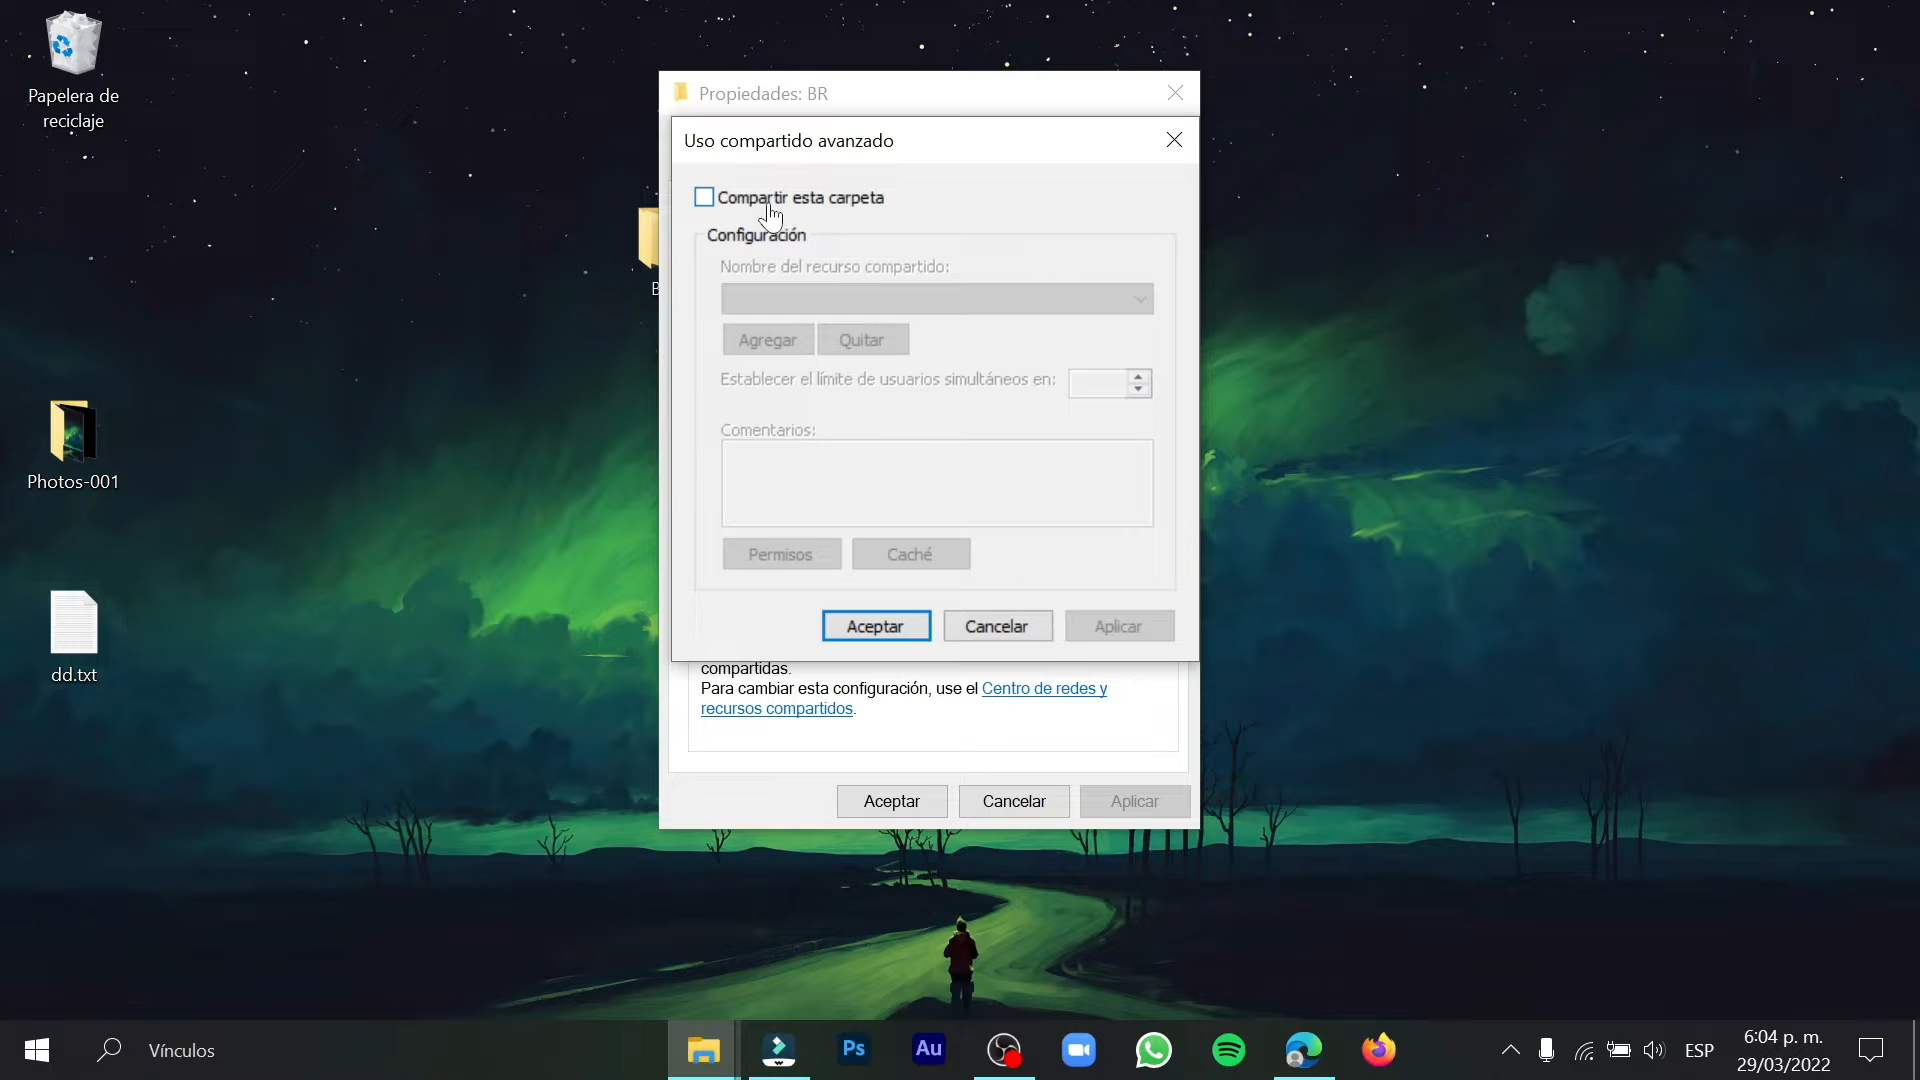 Papelera de
reciclaje
Photos-001
dd.txt
Propiedades: BR
Uso compartido avanzado
Compartir esta carpeta
Configuración
Nombre del recurso compartido:
Agregar
Quitar
Establecer el límite de usuarios simultáneos en:
Comentarios:
Permisos
Caché
Aceptar
Cancelar
Aplicar
compartidas.
Para cambiar esta configuración, use el Centro de redes y
recursos compartidos.
Aceptar
Cancelar
Aplicar
Vínculos
Ps
Au
ESP
6:04 p. m.
29/03/2022